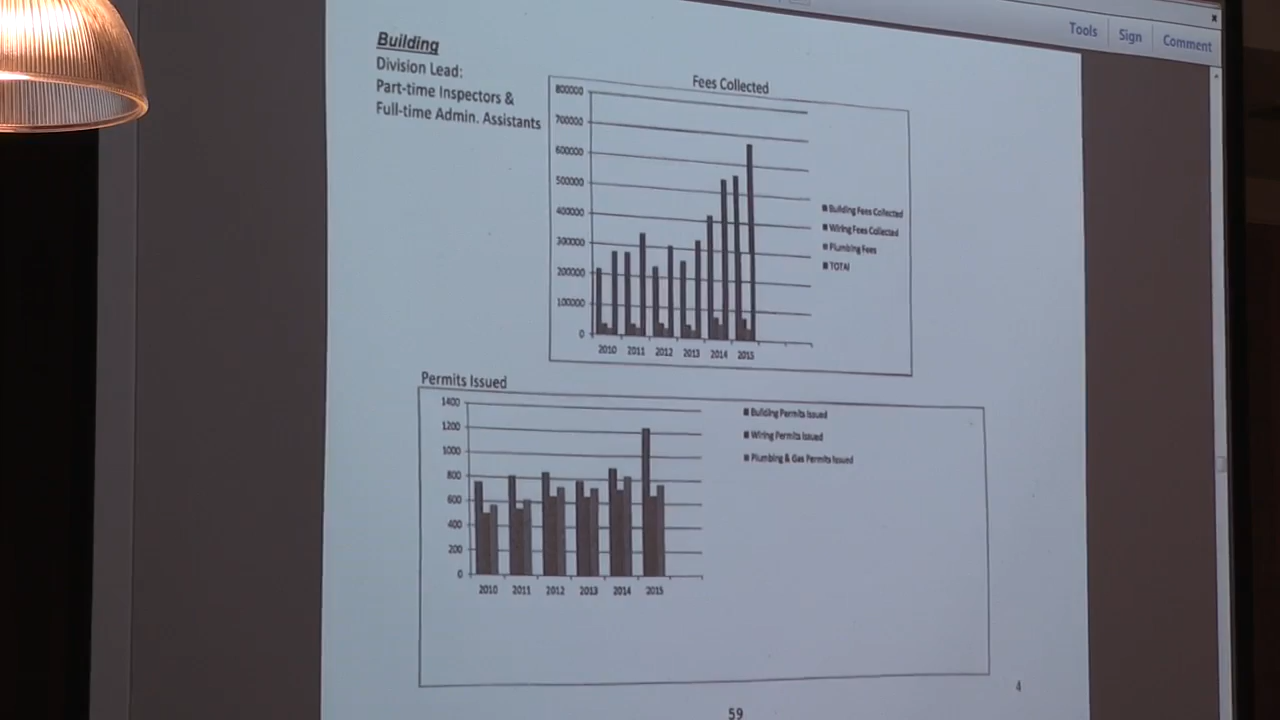 Tools Sign Comment
Building
Division Lead:
Part-time Inspectors &
Full-time Admin. Assistants
Fees Collected
800000
700000
600000
500000
400000
300000
200000
100000
0
2010 2011 2012 2013 2014 2015
Building Fees Collected
Wiring Fees Collected
Plumbing Fees
TOTAl
Permits Issued
1400
1200
1000
800
600
400
200
0
2010 2011 2012 2013 2014 2015
Building Permits Issued
Wiring Permits Issued
Plumbing & Gas Permits Issued
4
59